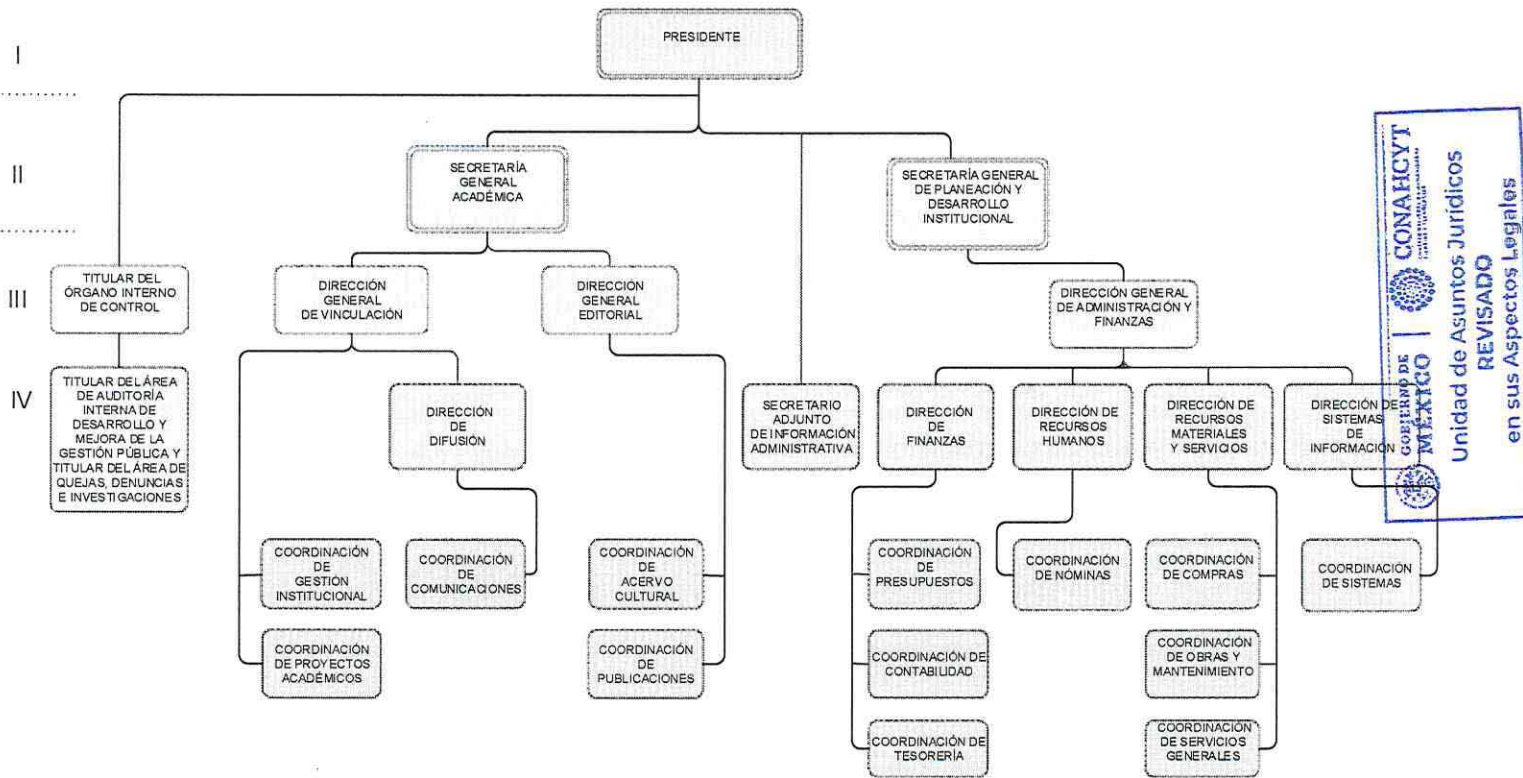 I
PRESIDENTE
II
SECRETARÍA
GENERAL
ACADÉMICA
SECRETARÍA GENERAL
DE PLANEACIÓN Y
DESARROLLO
INSTITUCIONAL
III
TITULAR DEL
ÓRGANO INTERNO
DE CONTROL
DIRECCIÓN
GENERAL
DE VINCULACIÓN
DIRECCIÓN
GENERAL
EDITORIAL
DIRECCIÓN GENERAL
DE ADMINISTRACIÓN Y
FINANZAS
IV
TITULAR DEL ÁREA
DE AUDITORÍA
INTERNA DE
DESARROLLO Y
MEJORA DE LA
GESTIÓN PÚBLICA Y
TITULAR DEL ÁREA DE
QUEJAS, DENUNCIAS
E INVESTIGACIONES
DIRECCIÓN
DE
DIFUSIÓN
SECRETARIO
ADJUNTO
DE INFORMACIÓN
ADMINISTRATIVA
DIRECCIÓN
DE
FINANZAS
DIRECCIÓN DE
RECURSOS
HUMANOS
DIRECCIÓN DE
RECURSOS
MATERIALES
Y SERVICIOS
DIRECCIÓN DE
SISTEMAS
DE
INFORMACIÓN
COORDINACIÓN
DE
GESTIÓN
INSTITUCIONAL
COORDINACIÓN
DE
COMUNICACIONES
COORDINACIÓN
DE
ACERVO
CULTURAL
COORDINACIÓN
DE
PRESUPUESTOS
COORDINACIÓN
DE NÓMINAS
COORDINACIÓN
DE COMPRAS
COORDINACIÓN
DE SISTEMAS
COORDINACIÓN
DE PROYECTOS
ACADÉMICOS
COORDINACIÓN
DE
PUBLICACIONES
COORDINACIÓN DE
CONTABILIDAD
COORDINACIÓN
DE OBRAS Y
MANTENIMIENTO
COORDINACIÓN DE
TESORERÍA
COORDINACIÓN
DE SERVICIOS
GENERALES
GOBIERNO DE
MÉXICO
CONAHCYT
Unidad de Asuntos Jurídicos
REVISADO
en sus Aspectos Legales